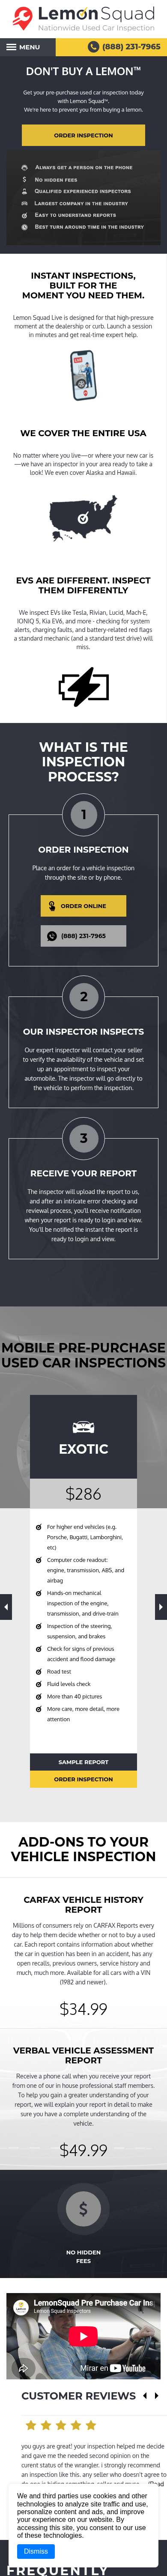 LemonSquad
Nationwide Car Inspections
MENU
(888) 231-7965
DON'T BUY A LEMON™
Get your pre-purchase used car inspection today
with Lemon Squad℠.
We're here to prevent you from buying a lemon.
ORDER INSPECTION
ALWAYS GET A PERSON ON THE PHONE
NO HIDDEN FEES
QUALIFIED EXPERIENCED INSPECTORS
LARGEST COMPANY IN THE INDUSTRY
EASY TO UNDERSTAND REPORTS
BEST TURN AROUND TIME IN THE INDUSTRY
INSTANT INSPECTIONS,
BUILT FOR THE
MOMENT YOU NEED THEM.
Lemon Squad Live is designed for that high-pressure
moment at the dealership or curb. Launch a session
in minutes and get real-time expert help.
WE COVER THE ENTIRE USA
No matter where you live—or where your new car is
—we have an inspector in your area ready to take a
look! We even cover Alaska and Hawaii.
EVS ARE DIFFERENT. INSPECT
THEM DIFFERENTLY
We inspect EVs like Tesla, Rivian, Lucid, Mach-E,
IONIQ 5, Kia EV6, and more - checking for system
alerts, charging faults, and battery-related red flags
a standard mechanic (and a standard test drive) will
miss.
WHAT IS THE
INSPECTION
PROCESS?
1
ORDER INSPECTION
Place an order for a vehicle inspection
through the site or by phone.
ORDER ONLINE
(888) 231-7965
2
OUR INSPECTOR INSPECTS
Our expert inspector will contact your seller
to verify the availability of the vehicle and set
up an appointment to inspect your
automobile. The inspector will go directly to
the vehicle to perform the inspection.
3
RECEIVE YOUR REPORT
The inspector will upload the report to us,
and after an intricate error checking and
reviewal process, you'll receive notification
when your report is ready to login and view.
You'll be notified the instant the report is
ready to login and view.
MOBILE PRE-PURCHASE
USED CAR INSPECTIONS
EXOTIC
$286
For higher end vehicles (e.g.
Porsche, Bugatti, Lamborghini,
etc)
Computer code readout:
engine, transmission, ABS, and
airbag
Hands-on mechanical
inspection of the engine,
transmission, and drive-train
Inspection of the steering,
suspension, and brakes
Check for signs of previous
accident and flood damage
Road test
Fluid levels check
More than 40 pictures
More care, more detail, more
attention
SAMPLE REPORT
ORDER INSPECTION
ADD-ONS TO YOUR
VEHICLE INSPECTION
CARFAX VEHICLE HISTORY
REPORT
Millions of consumers rely on CARFAX Reports every
day to help them decide whether or not to buy a used
car. Each report contains information about whether
the car in question has been in an accident, has any
open recalls, previous owners, service history and
much, much more. Available for all cars with a VIN
(1982 and newer).
$34.99
VERBAL VEHICLE ASSESSMENT
REPORT
Receive a phone call when you receive your report
from one of our in house professional staff members.
To help you gain a greater understanding of your
report, we will explain your report in detail to make
sure you have a complete understanding of the
vehicle.
$49.99
$
NO HIDDEN
FEES
LemonSquad Pre Purchase Car Ins
Lemon Squad Inspectors
Mirar en YouTube
CUSTOMER REVIEWS
you guys are great! your inspection helped me decide
and gave me the needed second opinion on the
current status of the wrangler. i strongly recommend
an inspection like this. any seller who doesn't agree to
We and third parties use cookies and other
technologies to analyze site traffic and use,
personalize content and ads, and improve
your experience on our website. By
accessing this site, you consent to our use
of these technologies.
Dismiss
FREQUENTLY